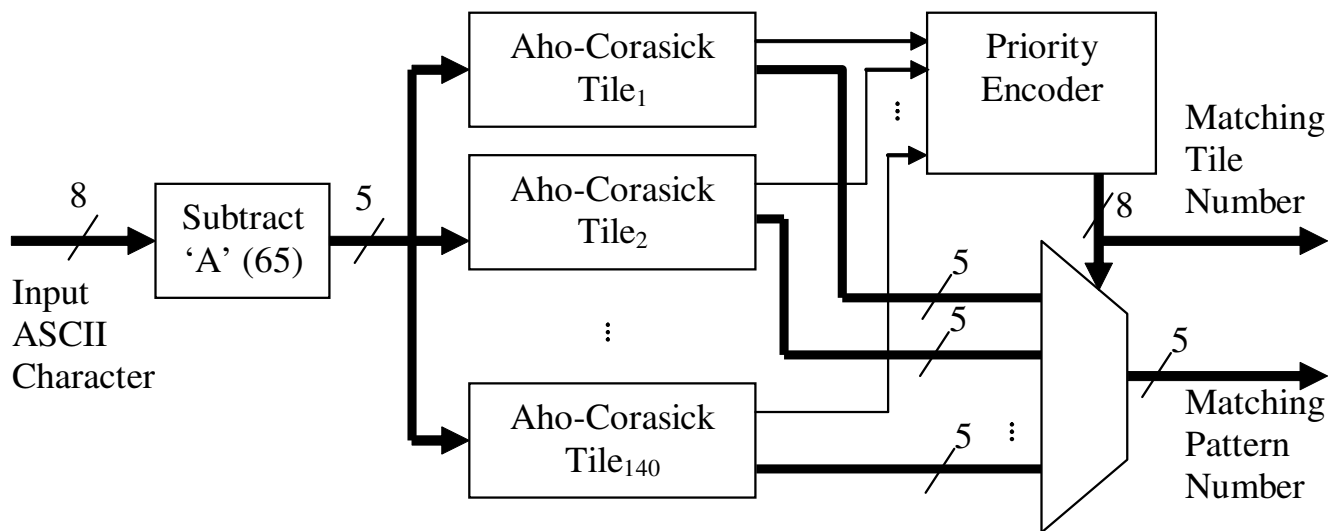 8
Input
ASCII
Character
Subtract
‘A’ (65)
5
Aho-Corasick
Tile1
Aho-Corasick
Tile2
⋮
Aho-Corasick
Tile140
Priority
Encoder
⋮
8
Matching
Tile
Number
5
5
5
⋮
5
Matching
Pattern
Number